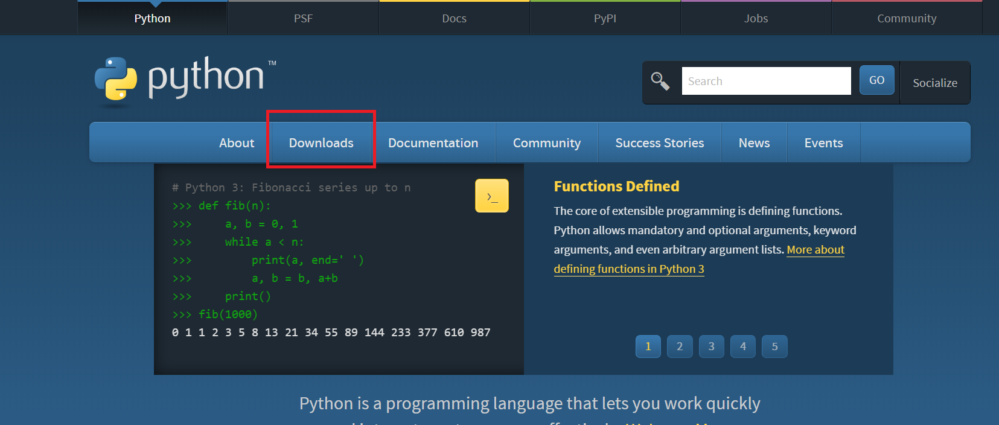 Python PSF Docs PyPI Jobs Community
python™
Search GO Socialize
About Downloads Documentation Community Success Stories News Events
# Python 3: Fibonacci series up to n
>>> def fib(n):
>>>     a, b = 0, 1
>>>     while a < n:
>>>         print(a, end=' ')
>>>         a, b = b, a+b
>>>     print()
>>> fib(1000)
0 1 1 2 3 5 8 13 21 34 55 89 144 233 377 610 987
>_
Functions Defined
The core of extensible programming is defining functions.
Python allows mandatory and optional arguments, keyword
arguments, and even arbitrary argument lists. More about
defining functions in Python 3
1 2 3 4 5
Python is a programming language that lets you work quickly